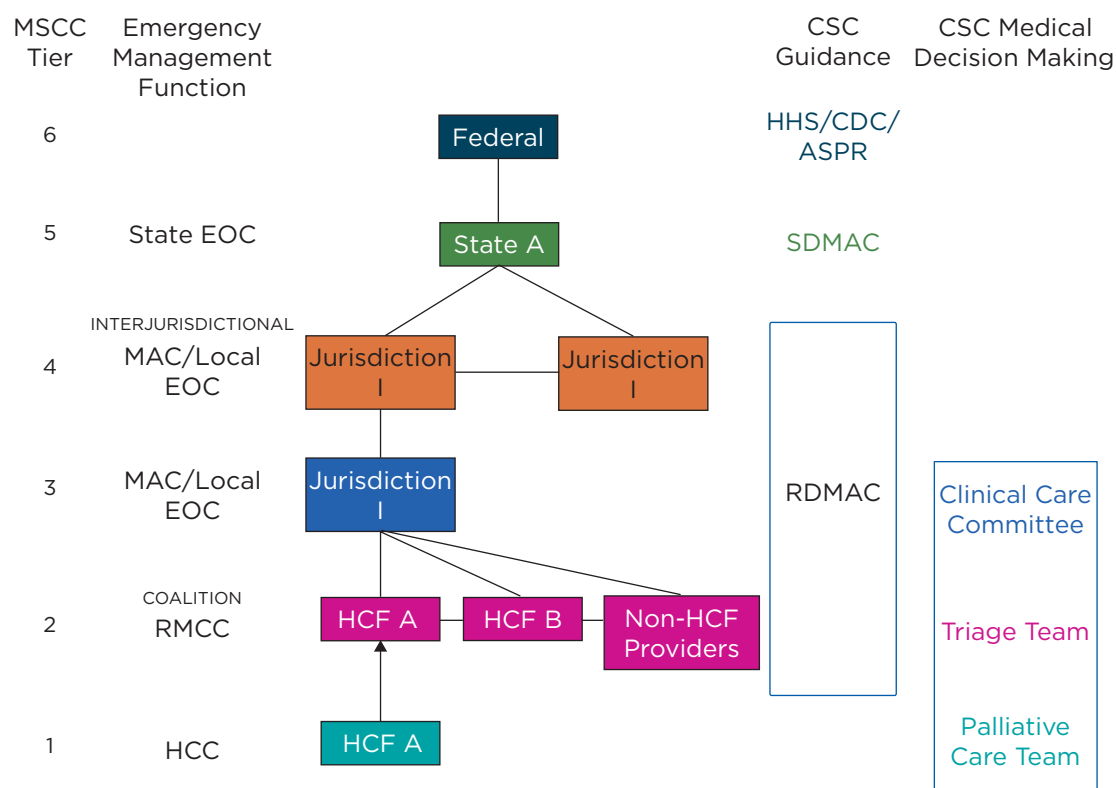 MSCC
Tier
Emergency
Management
Function
CSC
Guidance
CSC Medical
Decision Making
6
Federal
HHS/CDC/
ASPR
5
State EOC
State A
SDMAC
4
INTERJURISDICTIONAL
MAC/Local
EOC
Jurisdiction
I
Jurisdiction
I
3
MAC/Local
EOC
Jurisdiction
I
RDMAC
Clinical Care
Committee
2
COALITION
RMCC
HCF A
HCF B
Non-HCF
Providers
Triage Team
1
HCC
HCF A
Palliative
Care Team